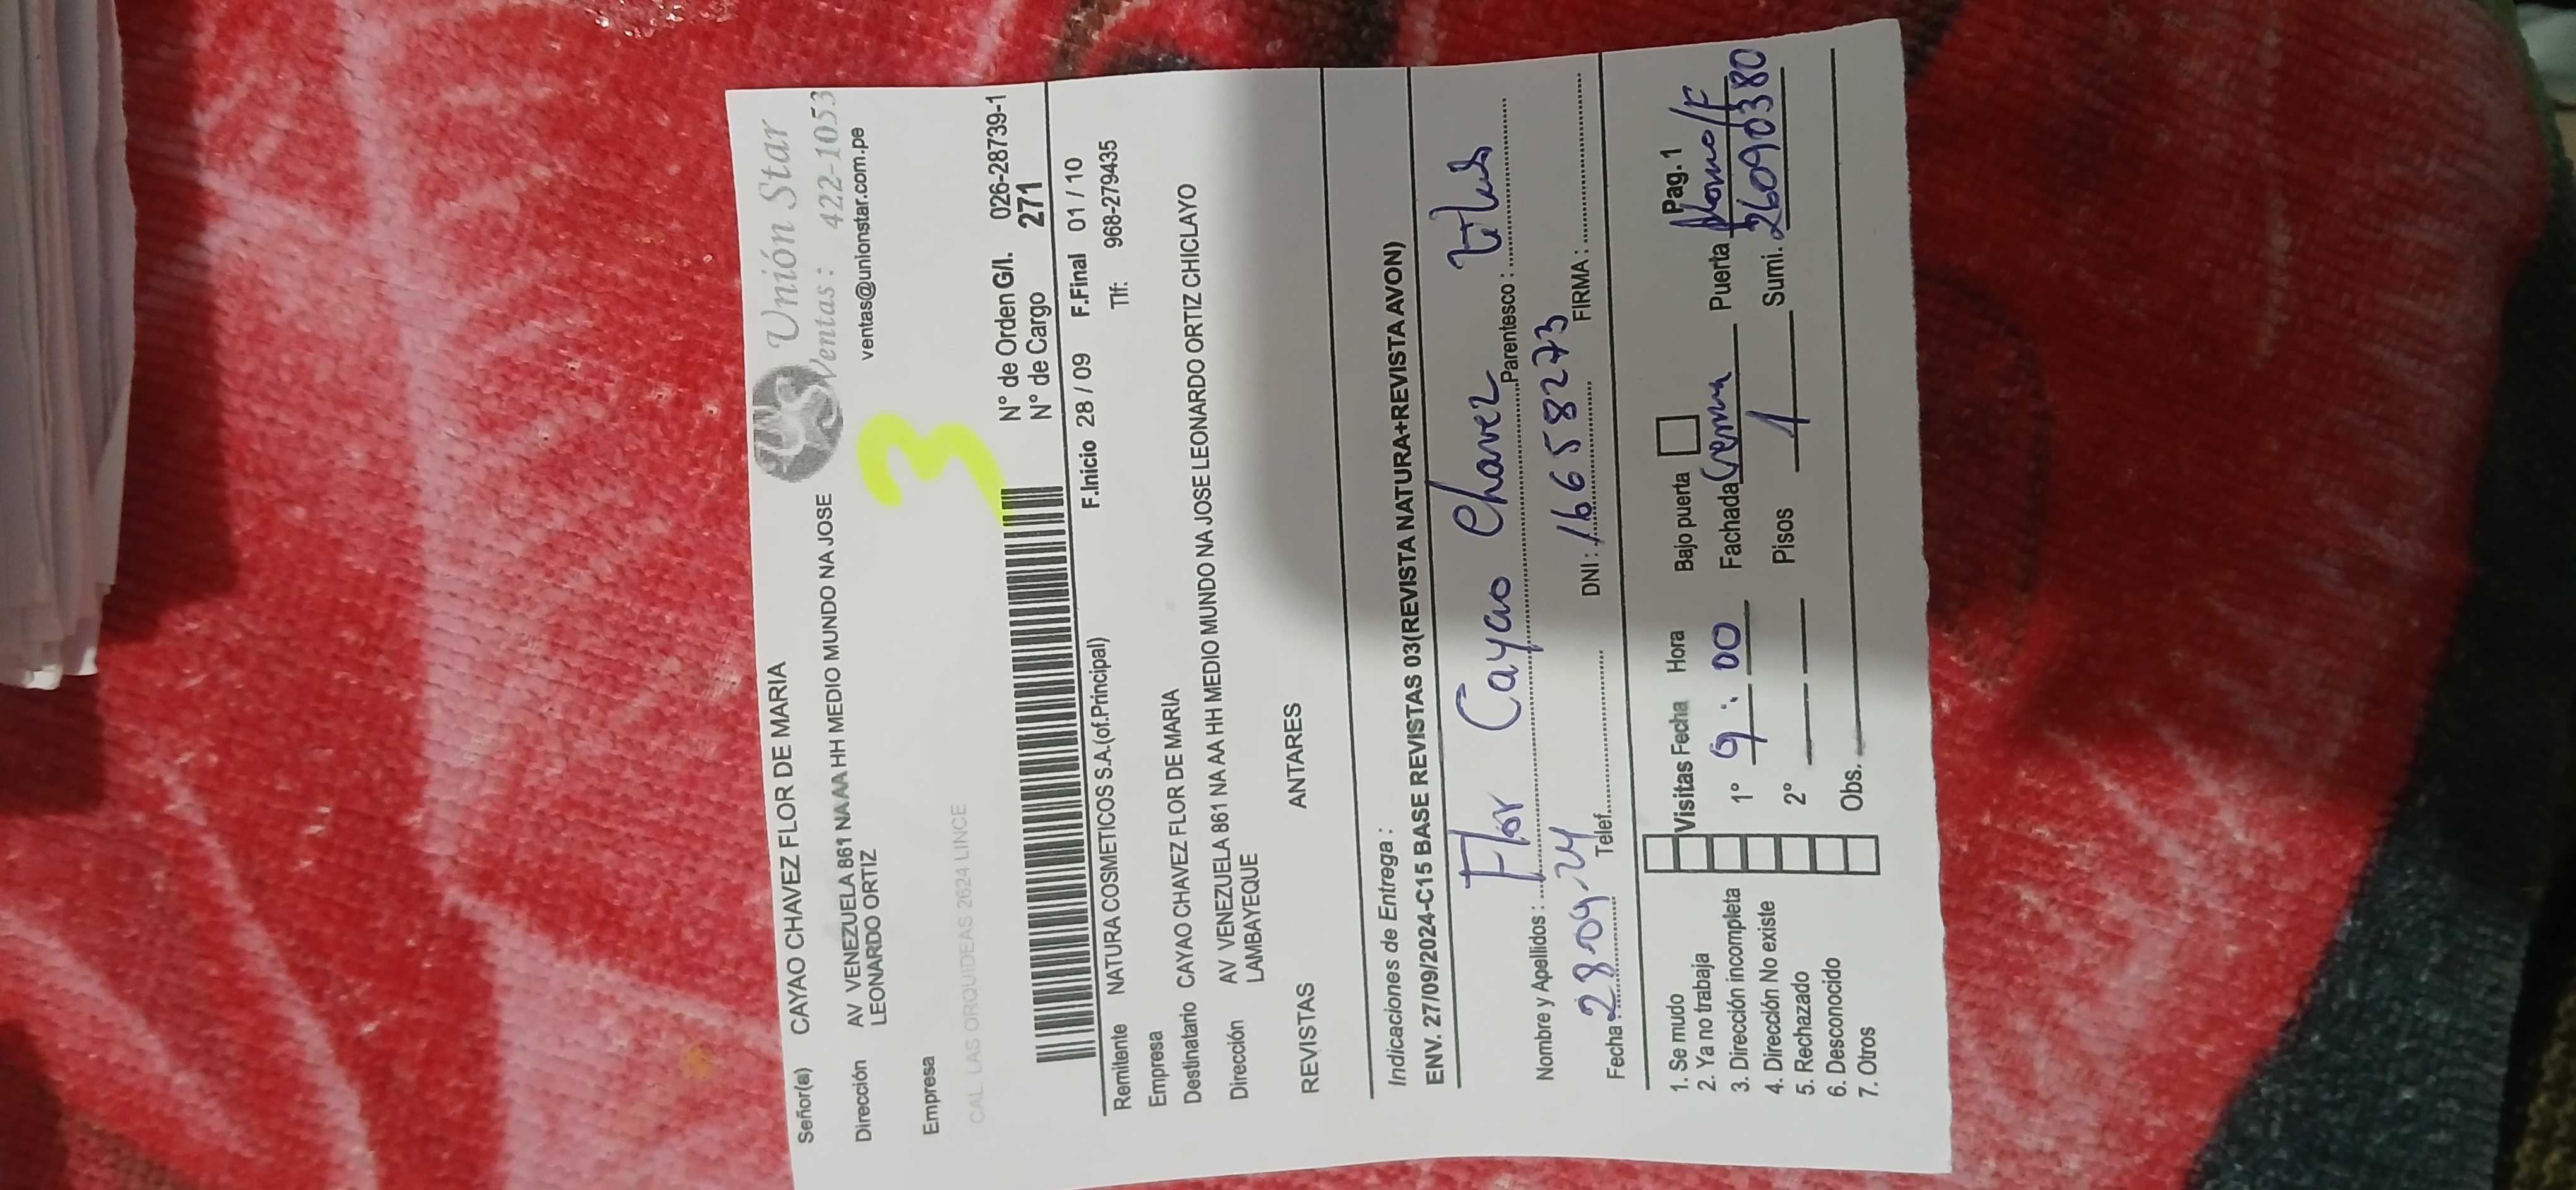 Señor(a) CAYAO CHAVEZ FLOR DE MARIA
Unión Star
Ventas : 422-1053
Dirección AV VENEZUELA 861 NA AA HH MEDIO MUNDO NA JOSE
LEONARDO ORTIZ
ventas@unionstar.com.pe
3
Empresa
CAL LAS ORQUIDEAS 2624 LINCE
N° de Orden G/I. 026-28739-1
N° de Cargo 271
F.Inicio 28 / 09 F.Final 01 / 10
Remitente NATURA COSMETICOS S.A.(of.Principal) Tlf: 968-279435
Empresa
Destinatario CAYAO CHAVEZ FLOR DE MARIA
Dirección AV VENEZUELA 861 NA AA HH MEDIO MUNDO NA JOSE LEONARDO ORTIZ CHICLAYO
LAMBAYEQUE
REVISTAS ANTARES
Indicaciones de Entrega :
ENV. 27/09/2024-C15 BASE REVISTAS 03(REVISTA NATURA+REVISTA AVON)
Nombre y Apellidos : Flor Cayao Chavez Parentesco :
Fecha : 28-09-24 Telef. DNI : 16658273 FIRMA :
Pag. 1
1. Se mudo
2. Ya no trabaja
3. Dirección incompleta
4. Dirección No existe
5. Rechazado
6. Desconocido
7. Otros
Visitas Fecha Hora Bajo puerta
1° 9 : 00 Fachada Crema Puerta
2° Pisos 1 Sumi. 260990380
Obs.